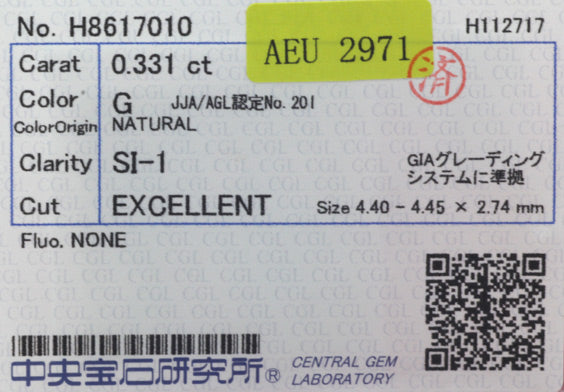 No. H8617010
AEU 2971
H112717
済
Carat 0.331 ct
Color G JJA/AGL認定No. 201
ColorOrigin NATURAL
Clarity SI-1
GIAグレーディング
システムに準拠
Cut EXCELLENT Size 4.40 - 4.45 × 2.74 mm
Fluo. NONE
中央宝石研究所® CENTRAL GEM
LABORATORY